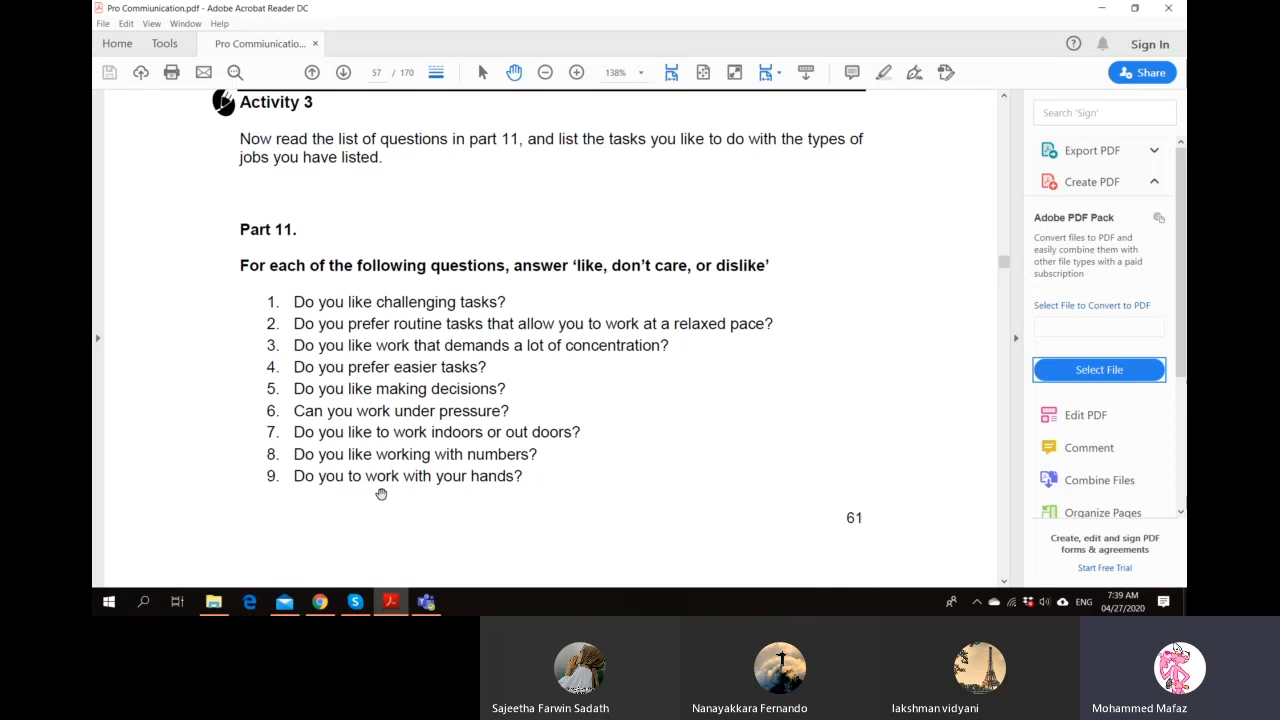 Pro Communication.pdf - Adobe Acrobat Reader DC
File Edit View Window Help
Home Tools Pro Commiunicatio... × Sign In
57 / 170 138% Share
Activity 3
Now read the list of questions in part 11, and list the tasks you like to do with the types of
jobs you have listed.
Part 11.
For each of the following questions, answer ‘like, don’t care, or dislike’
1. Do you like challenging tasks?
2. Do you prefer routine tasks that allow you to work at a relaxed pace?
3. Do you like work that demands a lot of concentration?
4. Do you prefer easier tasks?
5. Do you like making decisions?
6. Can you work under pressure?
7. Do you like to work indoors or out doors?
8. Do you like working with numbers?
9. Do you to work with your hands?
61
Search 'Sign'
Export PDF
Create PDF
Adobe PDF Pack
Convert files to PDF and
easily combine them with
other file types with a paid
subscription
Select File to Convert to PDF
Select File
Edit PDF
Comment
Combine Files
Organize Pages
Create, edit and sign PDF
forms & agreements
Start Free Trial
ENG 7:39 AM
04/27/2020
Sajeetha Farwin Sadath Nanayakkara Fernando lakshman vidyani Mohammed Mafaz